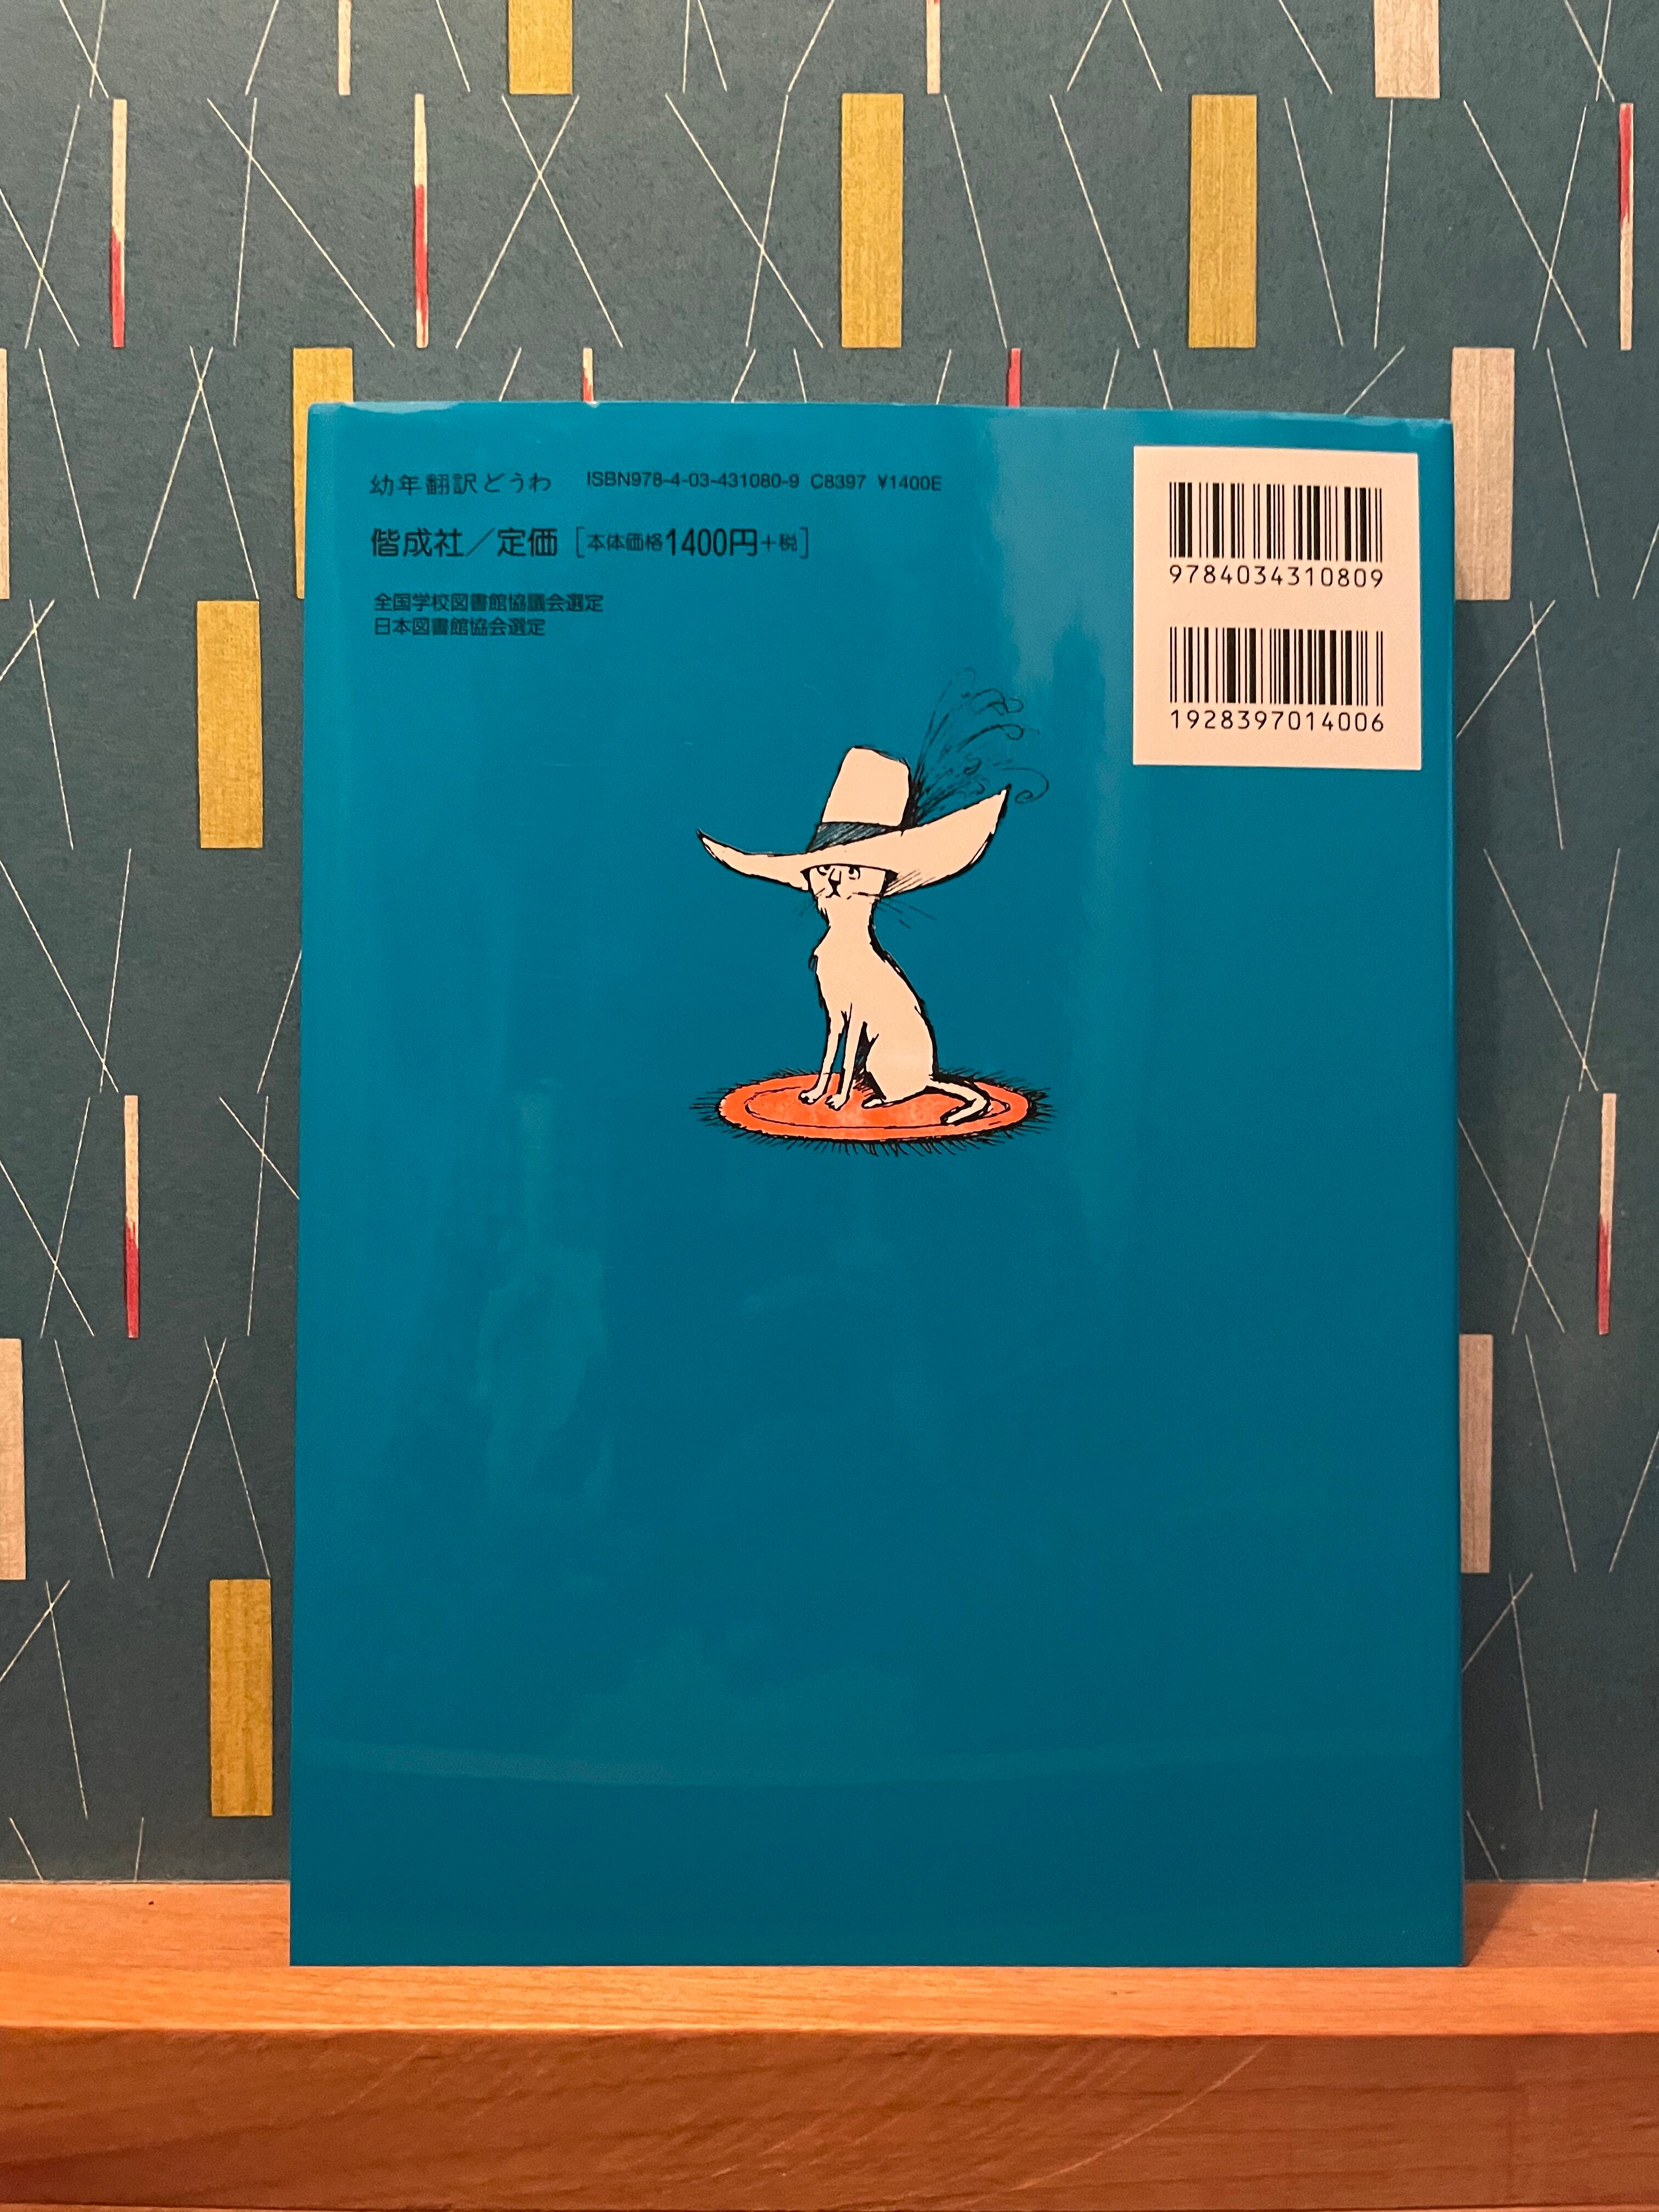 幼年翻訳どうわ ISBN978-4-03-431080-9 C8397 ¥1400E
偕成社／定価［本体価格1400円＋税］
全国学校図書館協議会選定
日本図書館協会選定
9784034310809
1928397014006